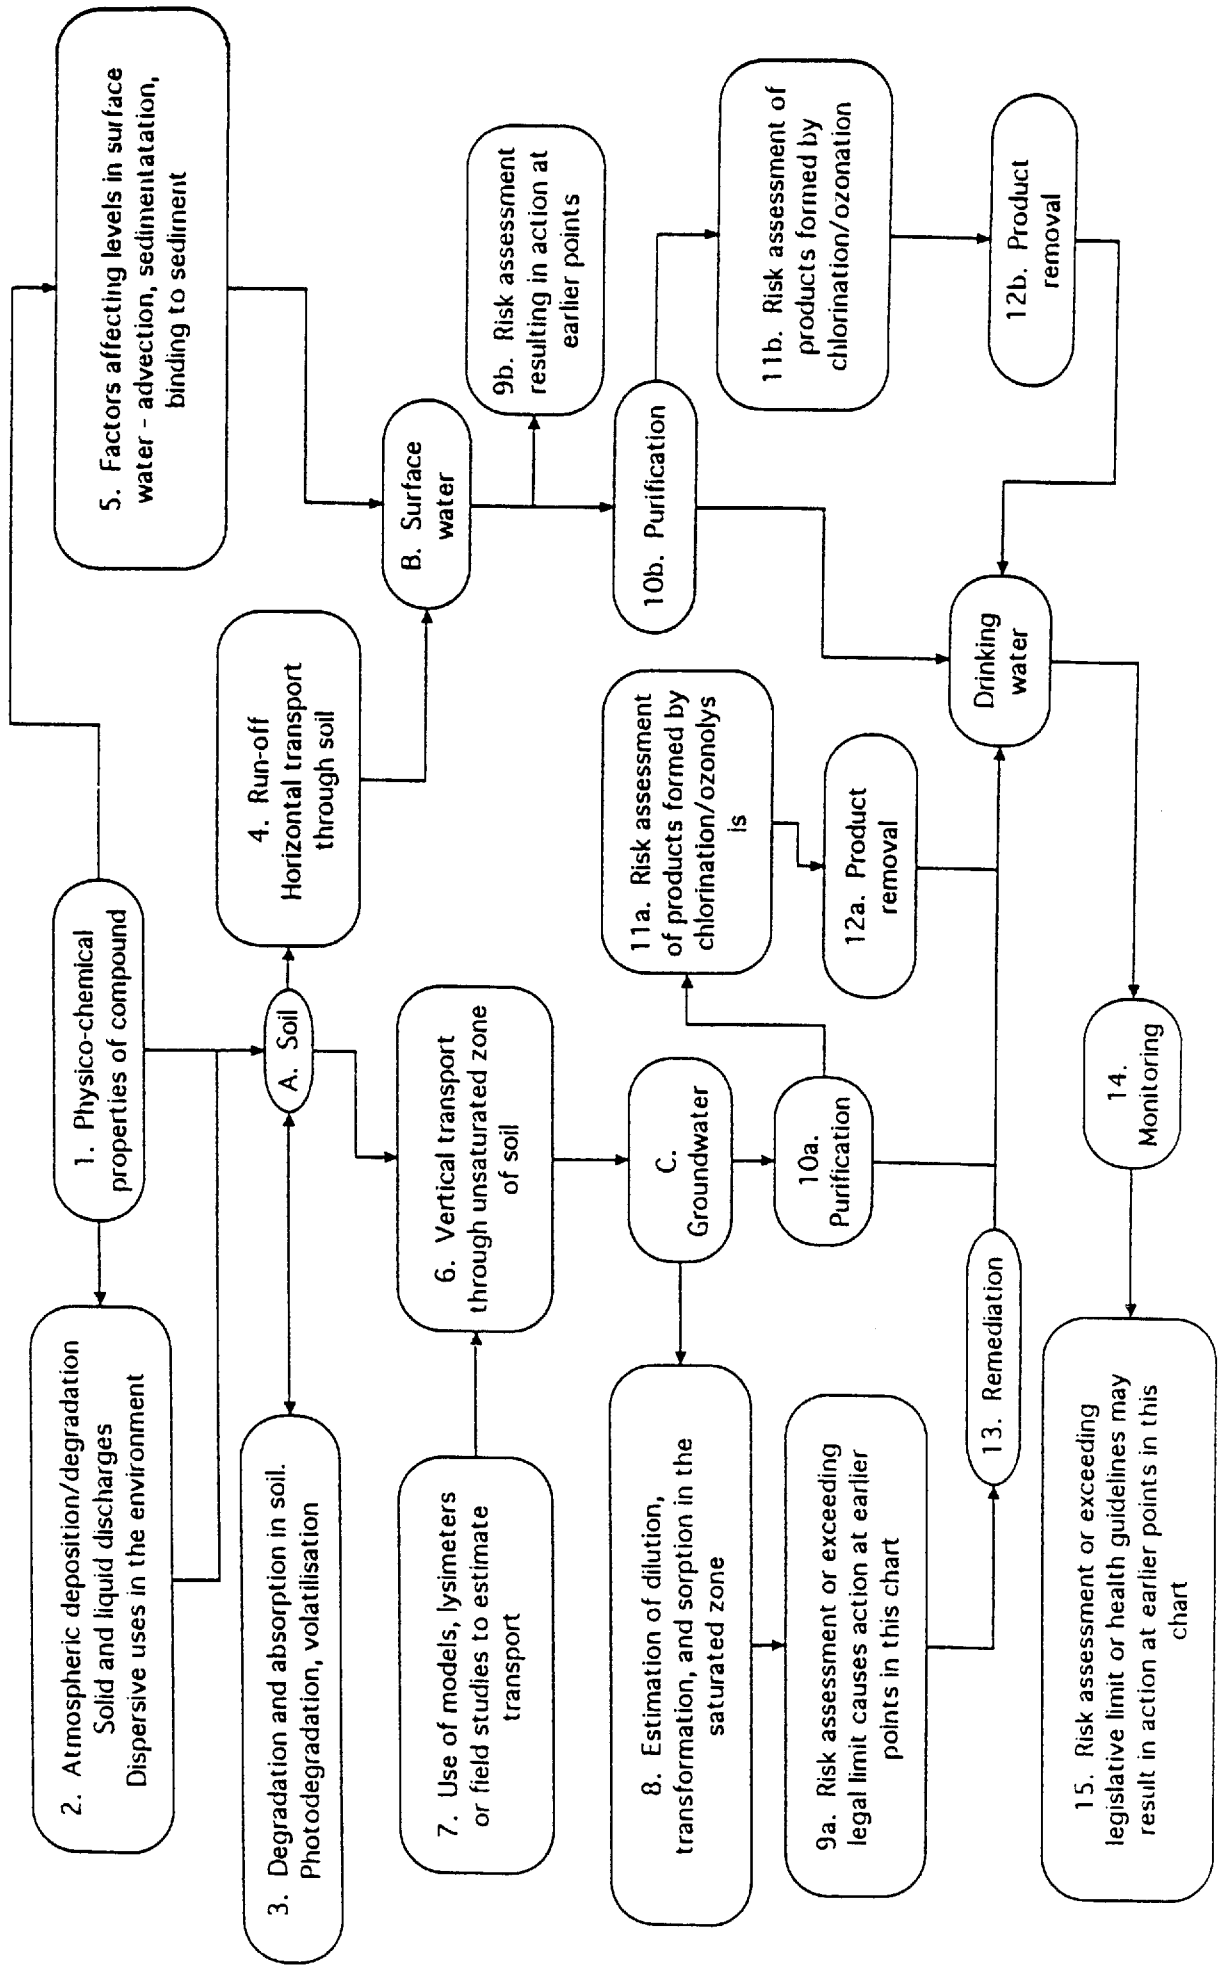 1. Physico-chemical
properties of compound
2. Atmospheric deposition/degradation
Solid and liquid discharges
Dispersive uses in the environment
5. Factors affecting levels in surface
water - advection, sedimentatation,
binding to sediment
A. Soil
3. Degradation and absorption in soil.
Photodegradation, volatilisation
4. Run-off
Horizontal transport
through soil
B. Surface
water
6. Vertical transport
through unsaturated zone
of soil
7. Use of models, lysimeters
or field studies to estimate
transport
9b. Risk assessment
resulting in action at
earlier points
C.
Groundwater
8. Estimation of dilution,
transformation, and sorption in the
saturated zone
10b. Purification
11a. Risk assessment
of products formed by
chlorination/ozonolys
is
11b. Risk assessment of
products formed by
chlorination/ozonation
10a.
Purification
9a. Risk assessment or exceeding
legal limit causes action at earlier
points in this chart
12a. Product
removal
12b. Product
removal
13. Remediation
Drinking
water
14.
Monitoring
15. Risk assessment or exceeding
legislative limit or health guidelines may
result in action at earlier points in this
chart